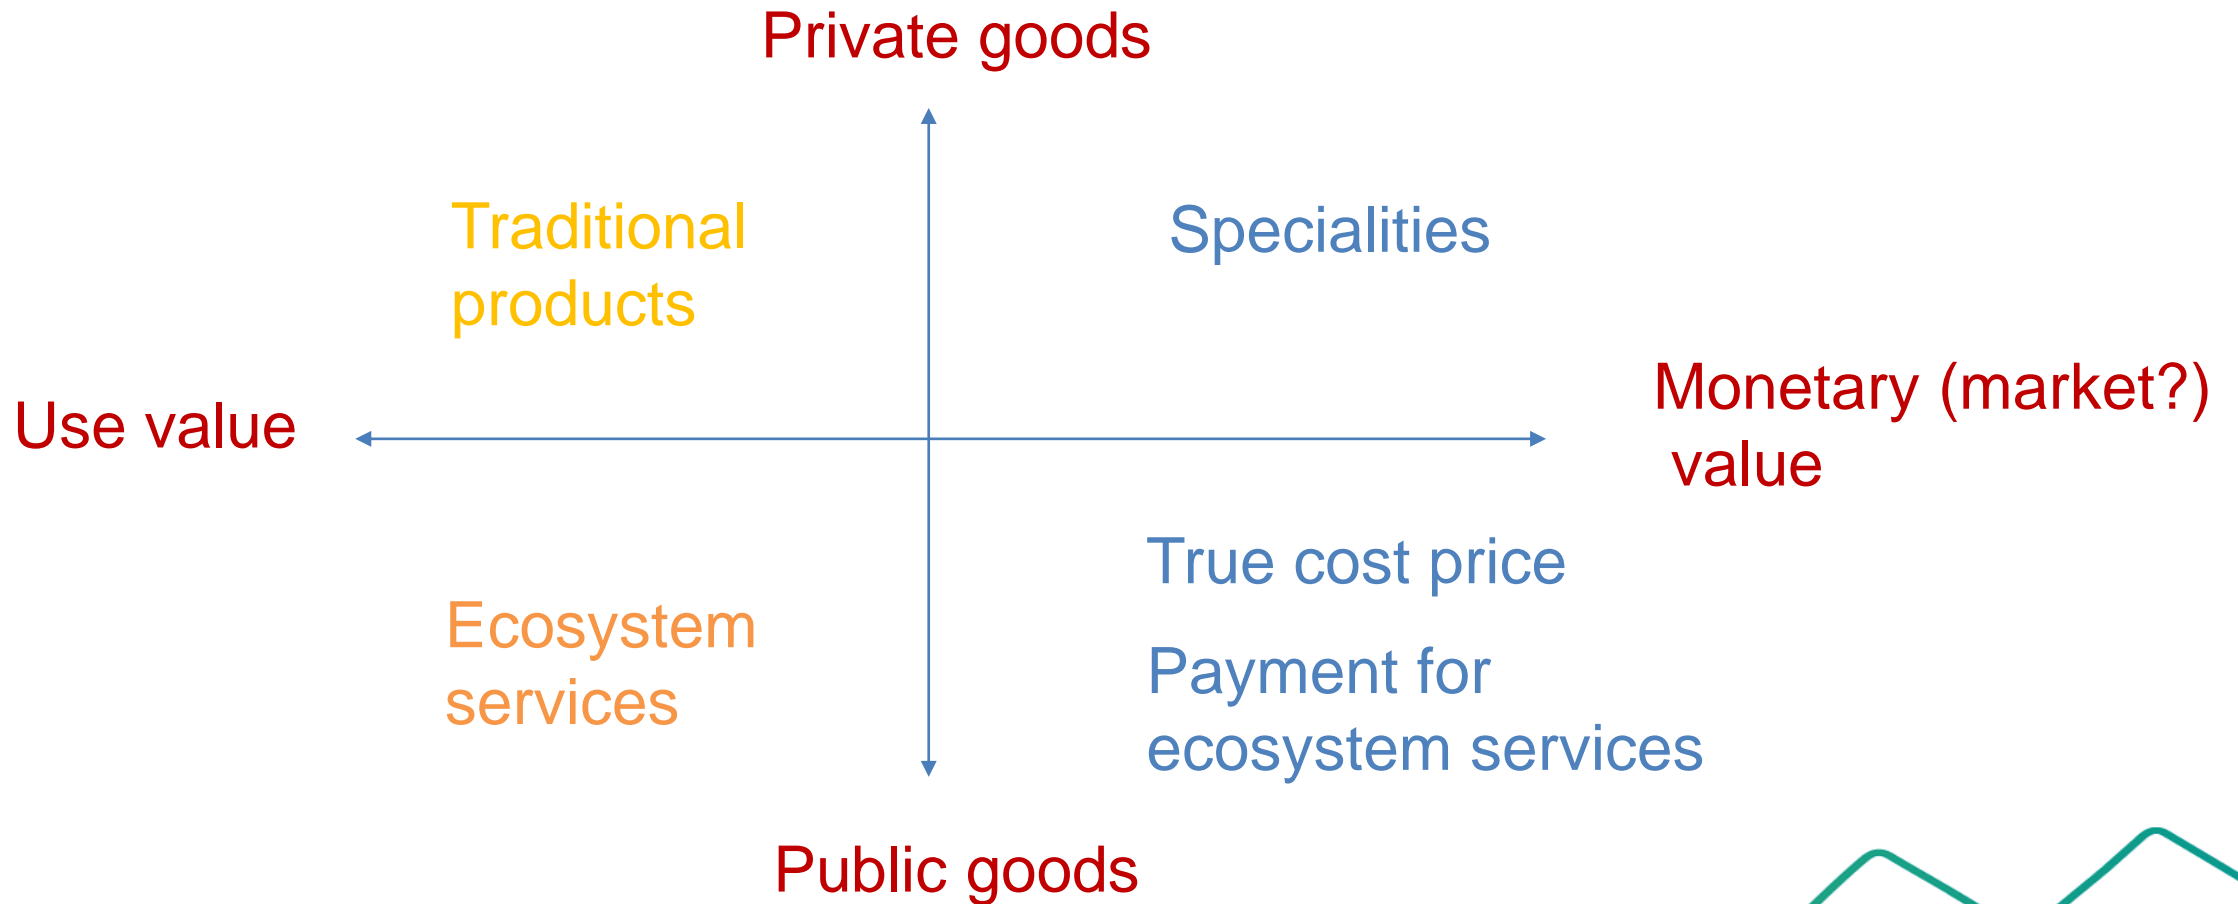 Private goods
Traditional
products
Specialities
Use value
Monetary (market?)
value
True cost price
Ecosystem
services
Payment for
ecosystem services
Public goods